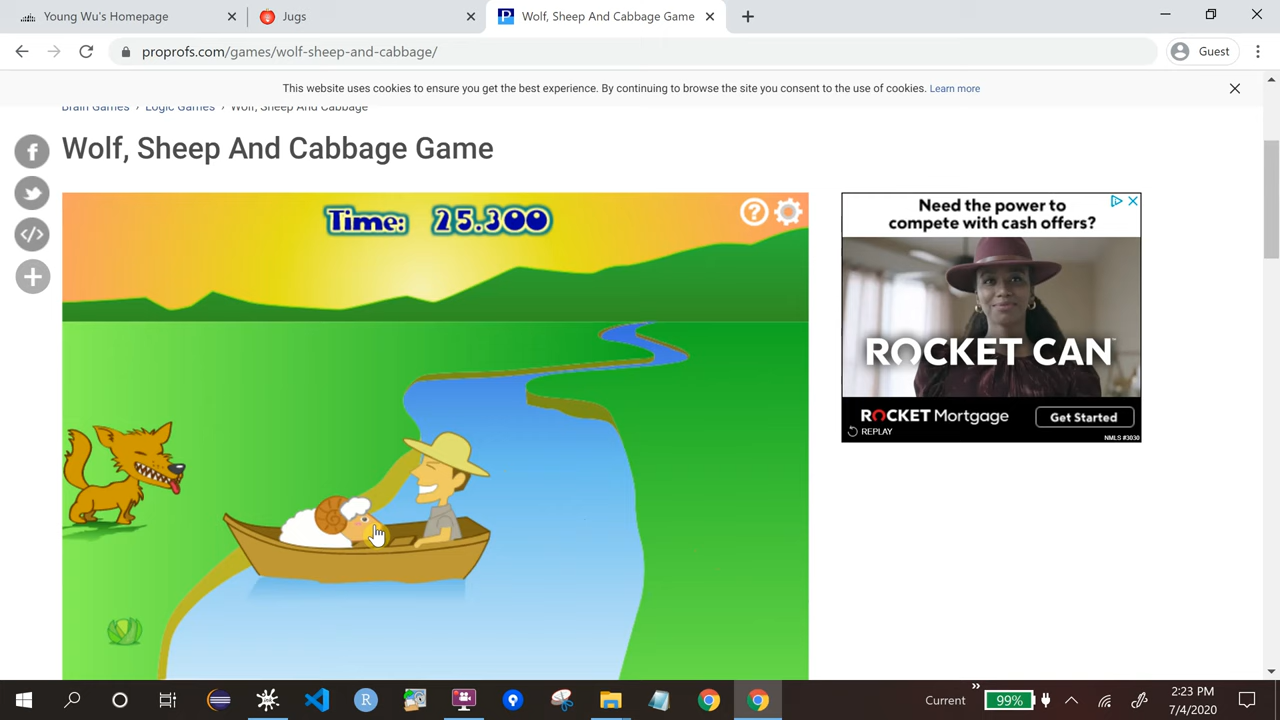 Young Wu's Homepage
Jugs
Wolf, Sheep And Cabbage Game
proprofs.com/games/wolf-sheep-and-cabbage/
Guest
This website uses cookies to ensure you get the best experience. By continuing to browse the site you consent to the use of cookies. Learn more
Brain Games › Logic Games › Wolf, Sheep And Cabbage
Wolf, Sheep And Cabbage Game
Time: 25.300
Need the power to
compete with cash offers?
ROCKET CAN
ROCKET Mortgage
Get Started
REPLAY
NMLS #3030
Current
99%
2:23 PM
7/4/2020